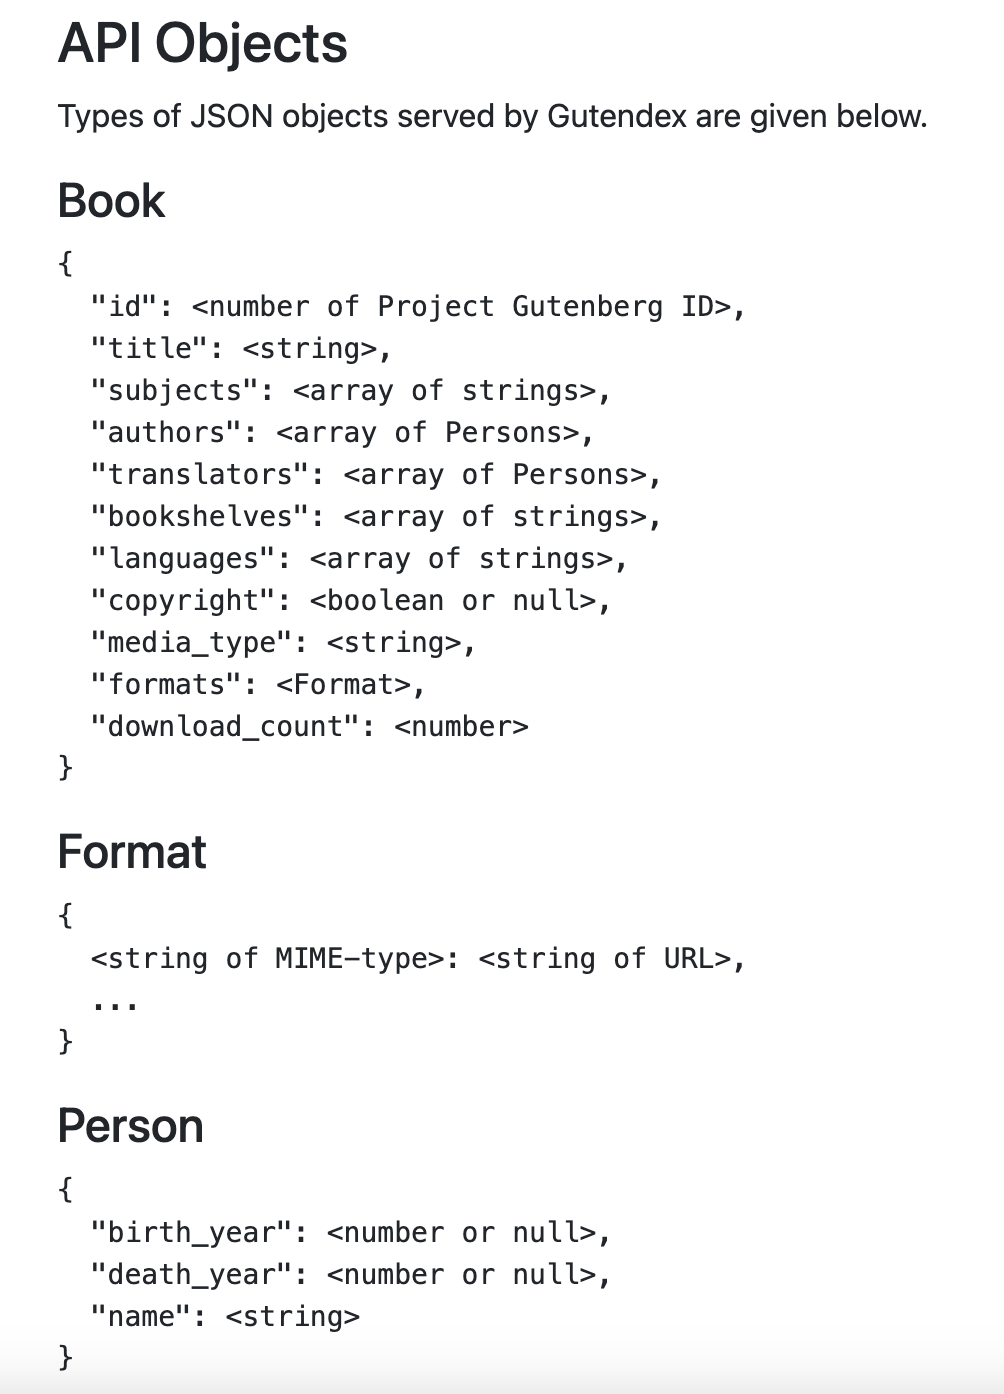 API Objects
Types of JSON objects served by Gutendex are given below.
Book
{
  "id": <number of Project Gutenberg ID>,
  "title": <string>,
  "subjects": <array of strings>,
  "authors": <array of Persons>,
  "translators": <array of Persons>,
  "bookshelves": <array of strings>,
  "languages": <array of strings>,
  "copyright": <boolean or null>,
  "media_type": <string>,
  "formats": <Format>,
  "download_count": <number>
}
Format
{
  <string of MIME-type>: <string of URL>,
  ...
}
Person
{
  "birth_year": <number or null>,
  "death_year": <number or null>,
  "name": <string>
}